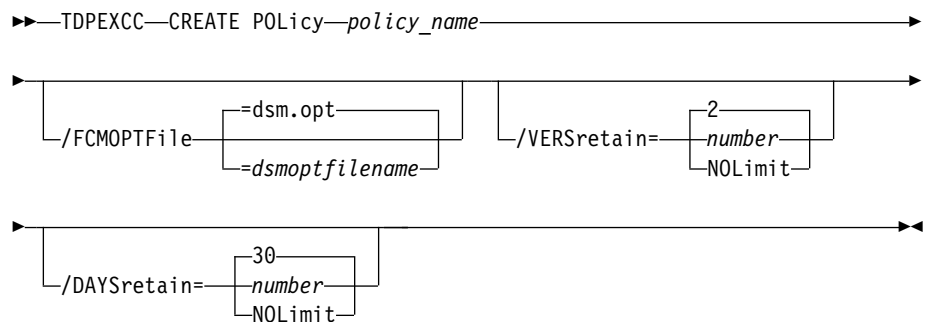 TDPEXCC CREATE POLicy policy_name
=dsm.opt
/FCMOPTFile
=dsmoptfilename
2
/VERSretain= number
NOLimit
30
/DAYSretain= number
NOLimit